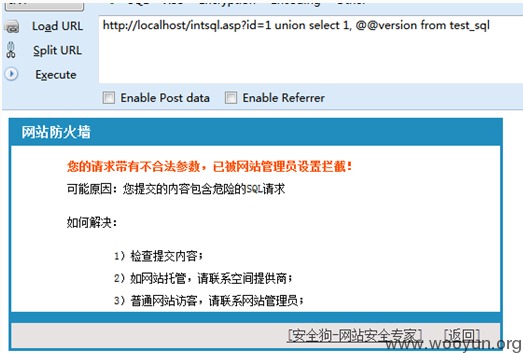 Load URL
http://localhost/intsql.asp?id=1 union select 1, @@version from test_sql
Split URL
Execute
Enable Post data Enable Referrer
网站防火墙
您的请求带有不合法参数，已被网站管理员设置拦截！
可能原因：您提交的内容包含危险的SQL请求
如何解决：
1）检查提交内容；
2）如网站托管，请联系空间提供商；
3）普通网站访客，请联系网站管理员；
[安全狗-网站安全专家] [返回]
www.wooyun.org